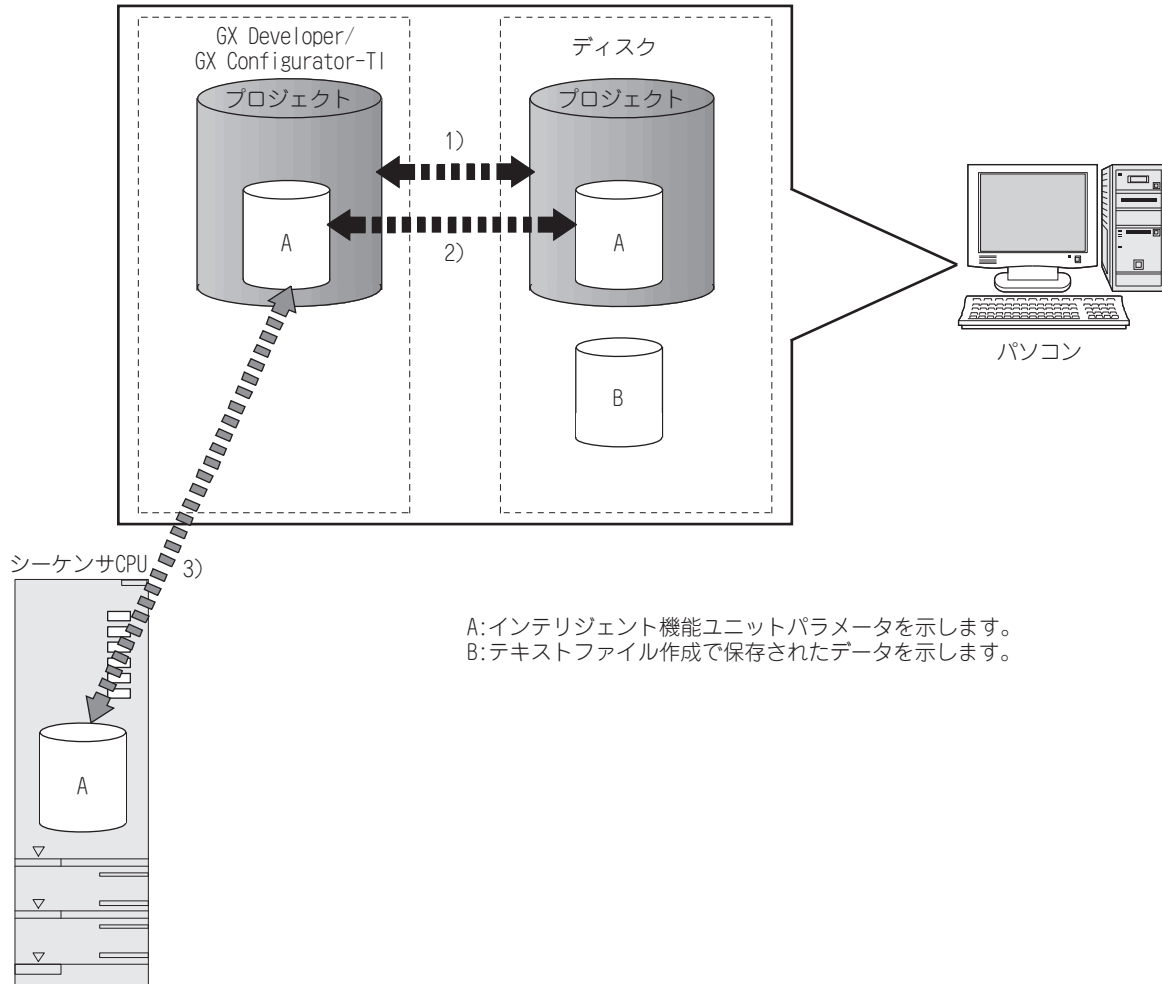 GX Developer/
GX Configurator-TI
ディスク
プロジェクト
プロジェクト
1)
A
A
2)
B
パソコン
シーケンサCPU
3)
A:インテリジェント機能ユニットパラメータを示します。
B:テキストファイル作成で保存されたデータを示します。
A